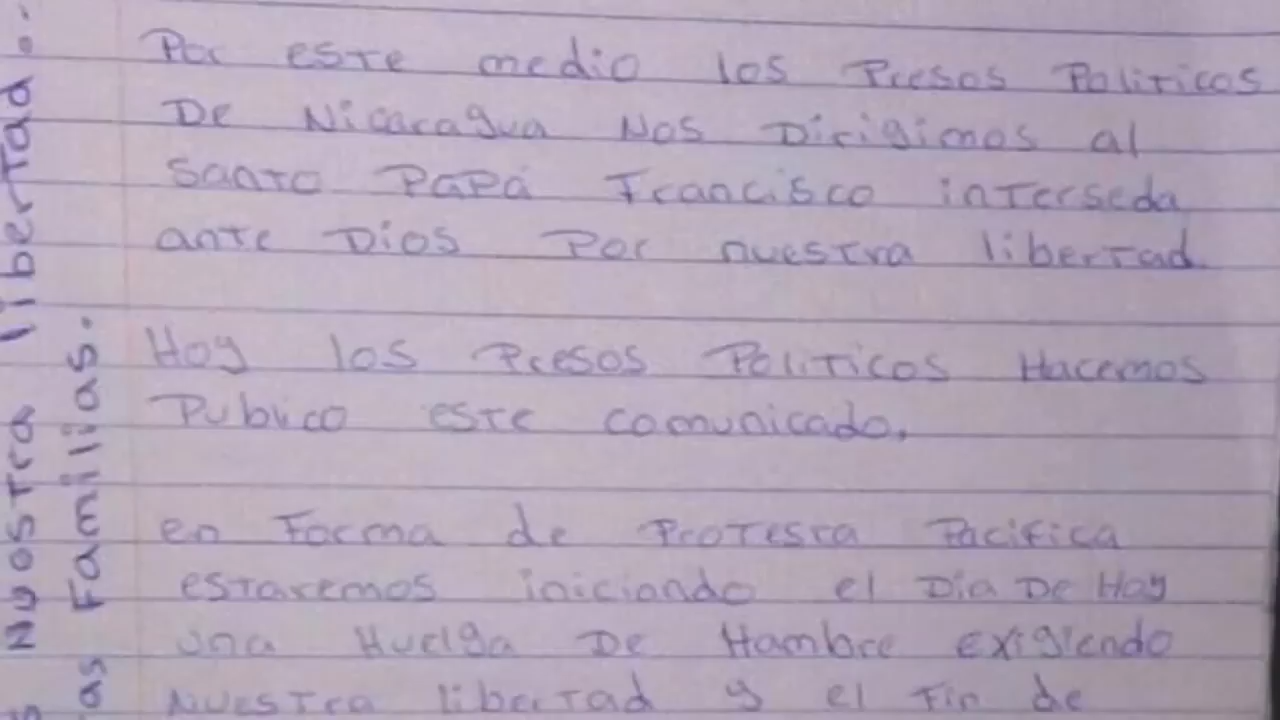 Por este medio los Presos Politicos
De Nicaragua Nos Dirigimos al
Santo Papá Francisco interseda
ante Dios Por nuestra libertad
Hoy los Presos Politicos Hacemos
Publico este comunicado.
en Forma de Protesta Pacifica
estaremos iniciando el Dia De Hoy
una Huelga De Hambre exigiendo
nuestra libertad y el Fin de
Nuostra libertad
as Familias.